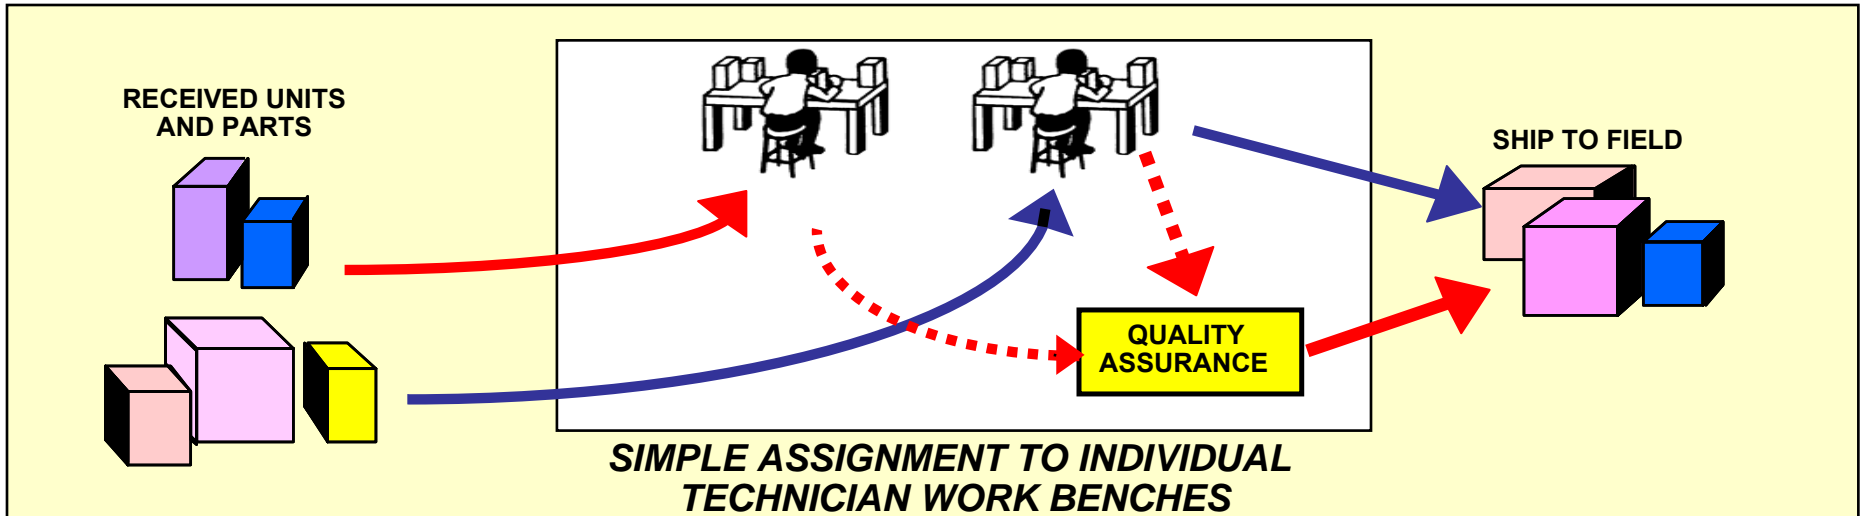 RECEIVED UNITS
AND PARTS
SHIP TO FIELD
QUALITY
ASSURANCE
SIMPLE ASSIGNMENT TO INDIVIDUAL
TECHNICIAN WORK BENCHES